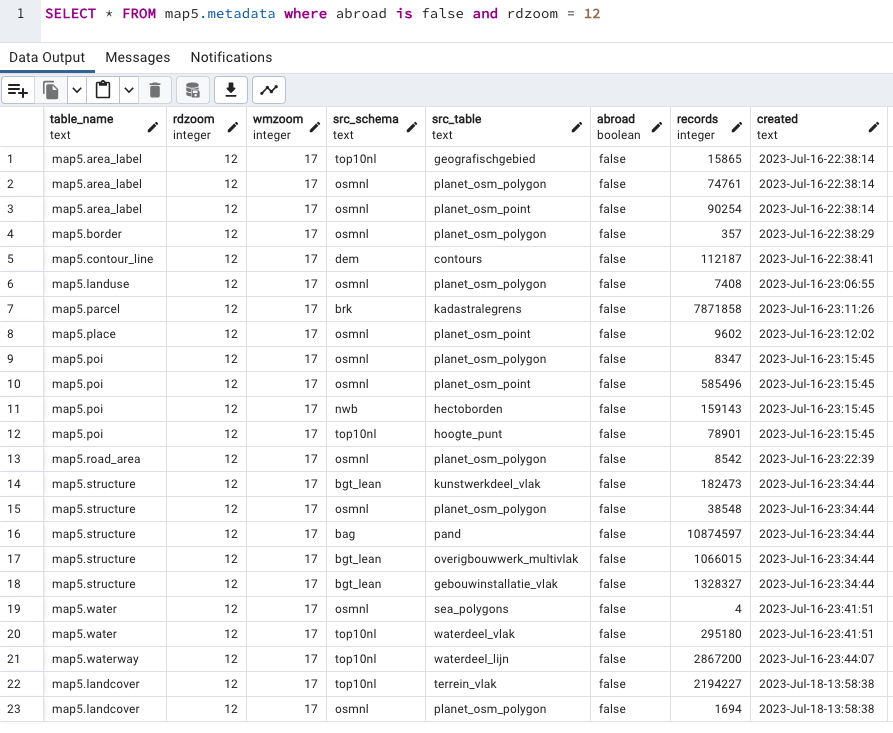 1 SELECT * FROM map5.metadata where abroad is false and rdzoom = 12
Data Output Messages Notifications
table_name rdzoom wmzoom src_schema src_table abroad records created
text integer integer text text boolean integer text
1 map5.area_label 12 17 top10nl geografischgebied false 15865 2023-Jul-16-22:38:14
2 map5.area_label 12 17 osmnl planet_osm_polygon false 74761 2023-Jul-16-22:38:14
3 map5.area_label 12 17 osmnl planet_osm_point false 90254 2023-Jul-16-22:38:14
4 map5.border 12 17 osmnl planet_osm_polygon false 357 2023-Jul-16-22:38:29
5 map5.contour_line 12 17 dem contours false 112187 2023-Jul-16-22:38:41
6 map5.landuse 12 17 osmnl planet_osm_polygon false 7408 2023-Jul-16-23:06:55
7 map5.parcel 12 17 brk kadastralegrens false 7871858 2023-Jul-16-23:11:26
8 map5.place 12 17 osmnl planet_osm_point false 9602 2023-Jul-16-23:12:02
9 map5.poi 12 17 osmnl planet_osm_polygon false 8347 2023-Jul-16-23:15:45
10 map5.poi 12 17 osmnl planet_osm_point false 585496 2023-Jul-16-23:15:45
11 map5.poi 12 17 nwb hectoborden false 159143 2023-Jul-16-23:15:45
12 map5.poi 12 17 top10nl hoogte_punt false 78901 2023-Jul-16-23:15:45
13 map5.road_area 12 17 osmnl planet_osm_polygon false 8542 2023-Jul-16-23:22:39
14 map5.structure 12 17 bgt_lean kunstwerkdeel_vlak false 182473 2023-Jul-16-23:34:44
15 map5.structure 12 17 osmnl planet_osm_polygon false 38548 2023-Jul-16-23:34:44
16 map5.structure 12 17 bag pand false 10874597 2023-Jul-16-23:34:44
17 map5.structure 12 17 bgt_lean overigbouwwerk_multivlak false 1066015 2023-Jul-16-23:34:44
18 map5.structure 12 17 bgt_lean gebouwinstallatie_vlak false 1328327 2023-Jul-16-23:34:44
19 map5.water 12 17 osmnl sea_polygons false 4 2023-Jul-16-23:41:51
20 map5.water 12 17 top10nl waterdeel_vlak false 295180 2023-Jul-16-23:41:51
21 map5.waterway 12 17 top10nl waterdeel_lijn false 2867200 2023-Jul-16-23:44:07
22 map5.landcover 12 17 top10nl terrein_vlak false 2194227 2023-Jul-18-13:58:38
23 map5.landcover 12 17 osmnl planet_osm_polygon false 1694 2023-Jul-18-13:58:38